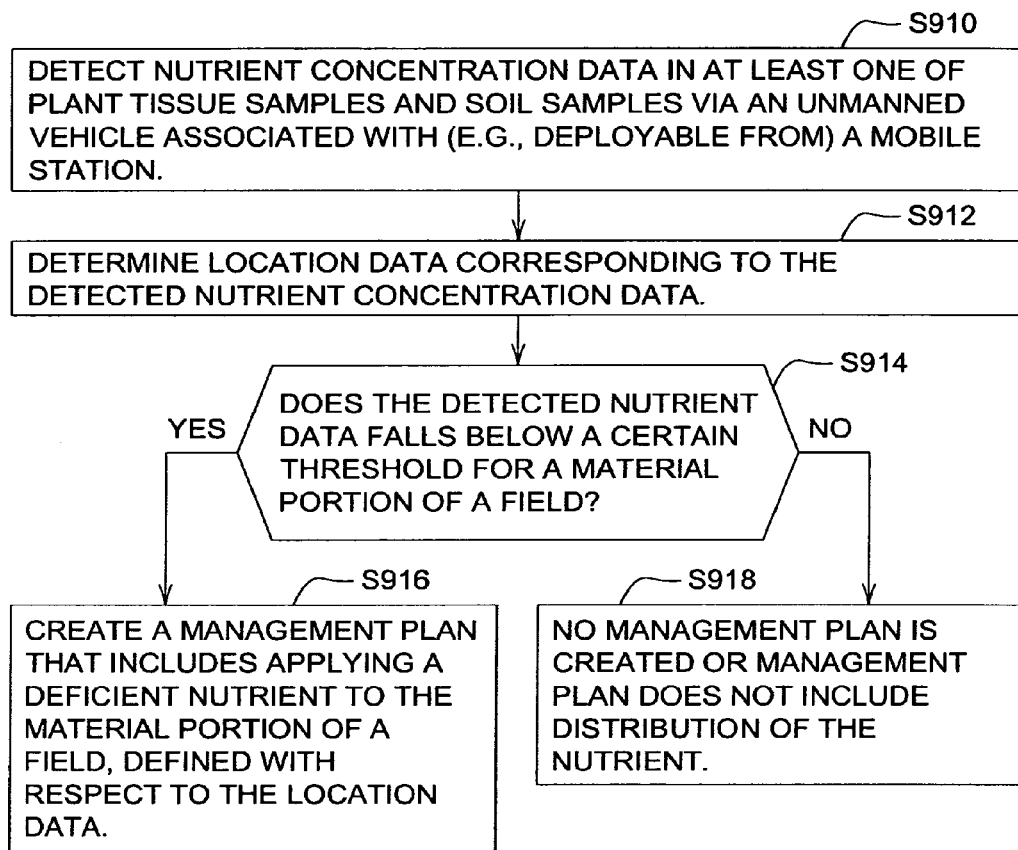 S910
DETECT NUTRIENT CONCENTRATION DATA IN AT LEAST ONE OF
PLANT TISSUE SAMPLES AND SOIL SAMPLES VIA AN UNMANNED
VEHICLE ASSOCIATED WITH (E.G., DEPLOYABLE FROM) A MOBILE
STATION.
S912
DETERMINE LOCATION DATA CORRESPONDING TO THE
DETECTED NUTRIENT CONCENTRATION DATA.
S914
DOES THE DETECTED NUTRIENT
DATA FALLS BELOW A CERTAIN
THRESHOLD FOR A MATERIAL
PORTION OF A FIELD?
YES
NO
S916
CREATE A MANAGEMENT PLAN
THAT INCLUDES APPLYING A
DEFICIENT NUTRIENT TO THE
MATERIAL PORTION OF A
FIELD, DEFINED WITH
RESPECT TO THE LOCATION
DATA.
S918
NO MANAGEMENT PLAN IS
CREATED OR MANAGEMENT
PLAN DOES NOT INCLUDE
DISTRIBUTION OF THE
NUTRIENT.